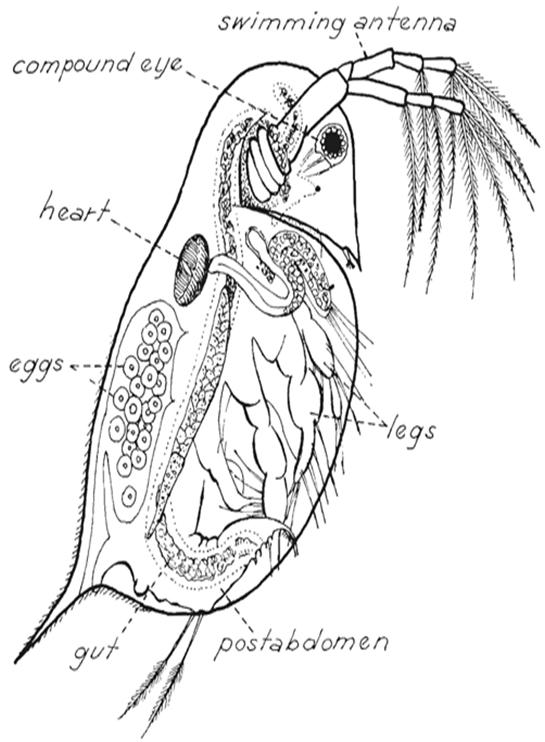 swimming antenna
compound eye
heart
eggs
legs
gut
postabdomen